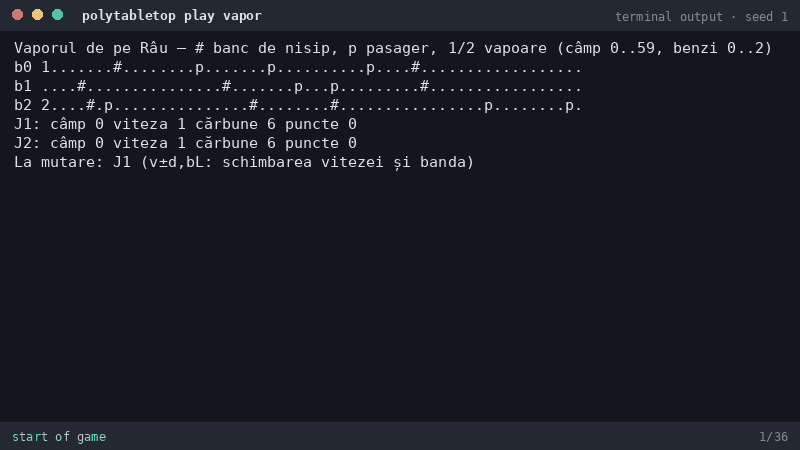 polytabletop play vapor
terminal output · seed 1
Vaporul de pe Râu — # banc de nisip, p pasager, 1/2 vapoare (câmp 0..59, benzi 0..2)
b0 1.......#........p.......p..........p....#..................
b1 ....#...............#.......p...p.........#.................
b2 2....#.p...............#........#................p........p.
J1: câmp 0 viteza 1 cărbune 6 puncte 0
J2: câmp 0 viteza 1 cărbune 6 puncte 0
La mutare: J1 (v±d,bL: schimbarea vitezei și banda)
start of game
1/36